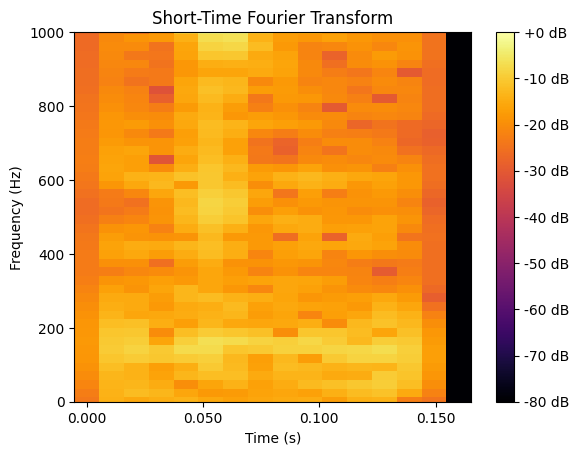 Short-Time Fourier Transform
1000
800
600
400
200
0
Frequency (Hz)
0.000
0.050
0.100
0.150
Time (s)
+0 dB
-10 dB
-20 dB
-30 dB
-40 dB
-50 dB
-60 dB
-70 dB
-80 dB